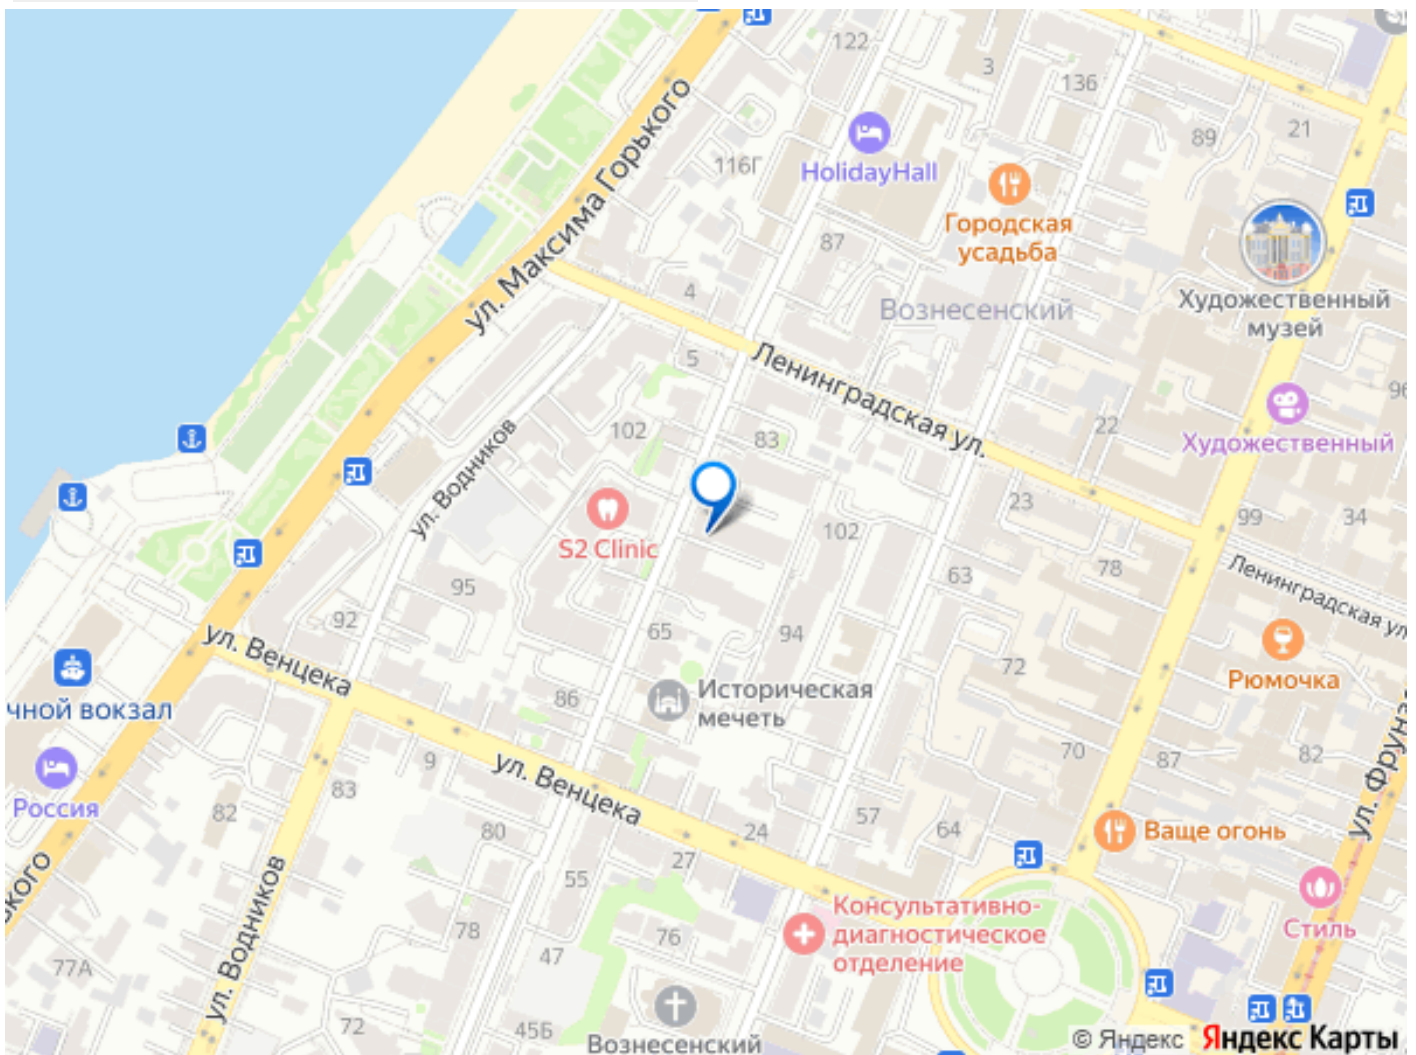 122
3
136
89
21
ул. Максима Горького
116Г
HolidayHall
Городская
усадьба
87
Художественный
музей
4
Вознесенский
5
Ленинградская ул.
96
102
83
22
Художественный
ул. Водников
S2 Clinic
102
23
99
34
95
63
78
Ленинградская ул.
92
65
94
ул. Венцека
72
Рюмочка
чной вокзал
86
Историческая
мечеть
70
87
82
ул. Фрунзе
9
ул. Венцека
Россия
82
83
80
24
57
64
Ваще огонь
27
ького
55
ул. Водников
78
76
Консультативно-
диагностическое
отделение
Стиль
77А
47
72
45Б
Вознесенский
© Яндекс Яндекс Карты